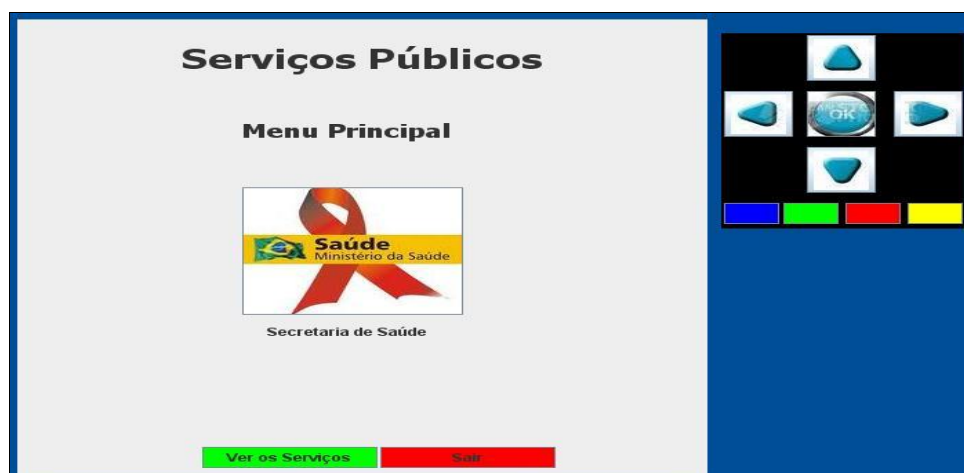 Serviços Públicos
Menu Principal
Saúde
Ministério da Saúde
Secretaria de Saúde
Ver os Serviços
Sair
OK